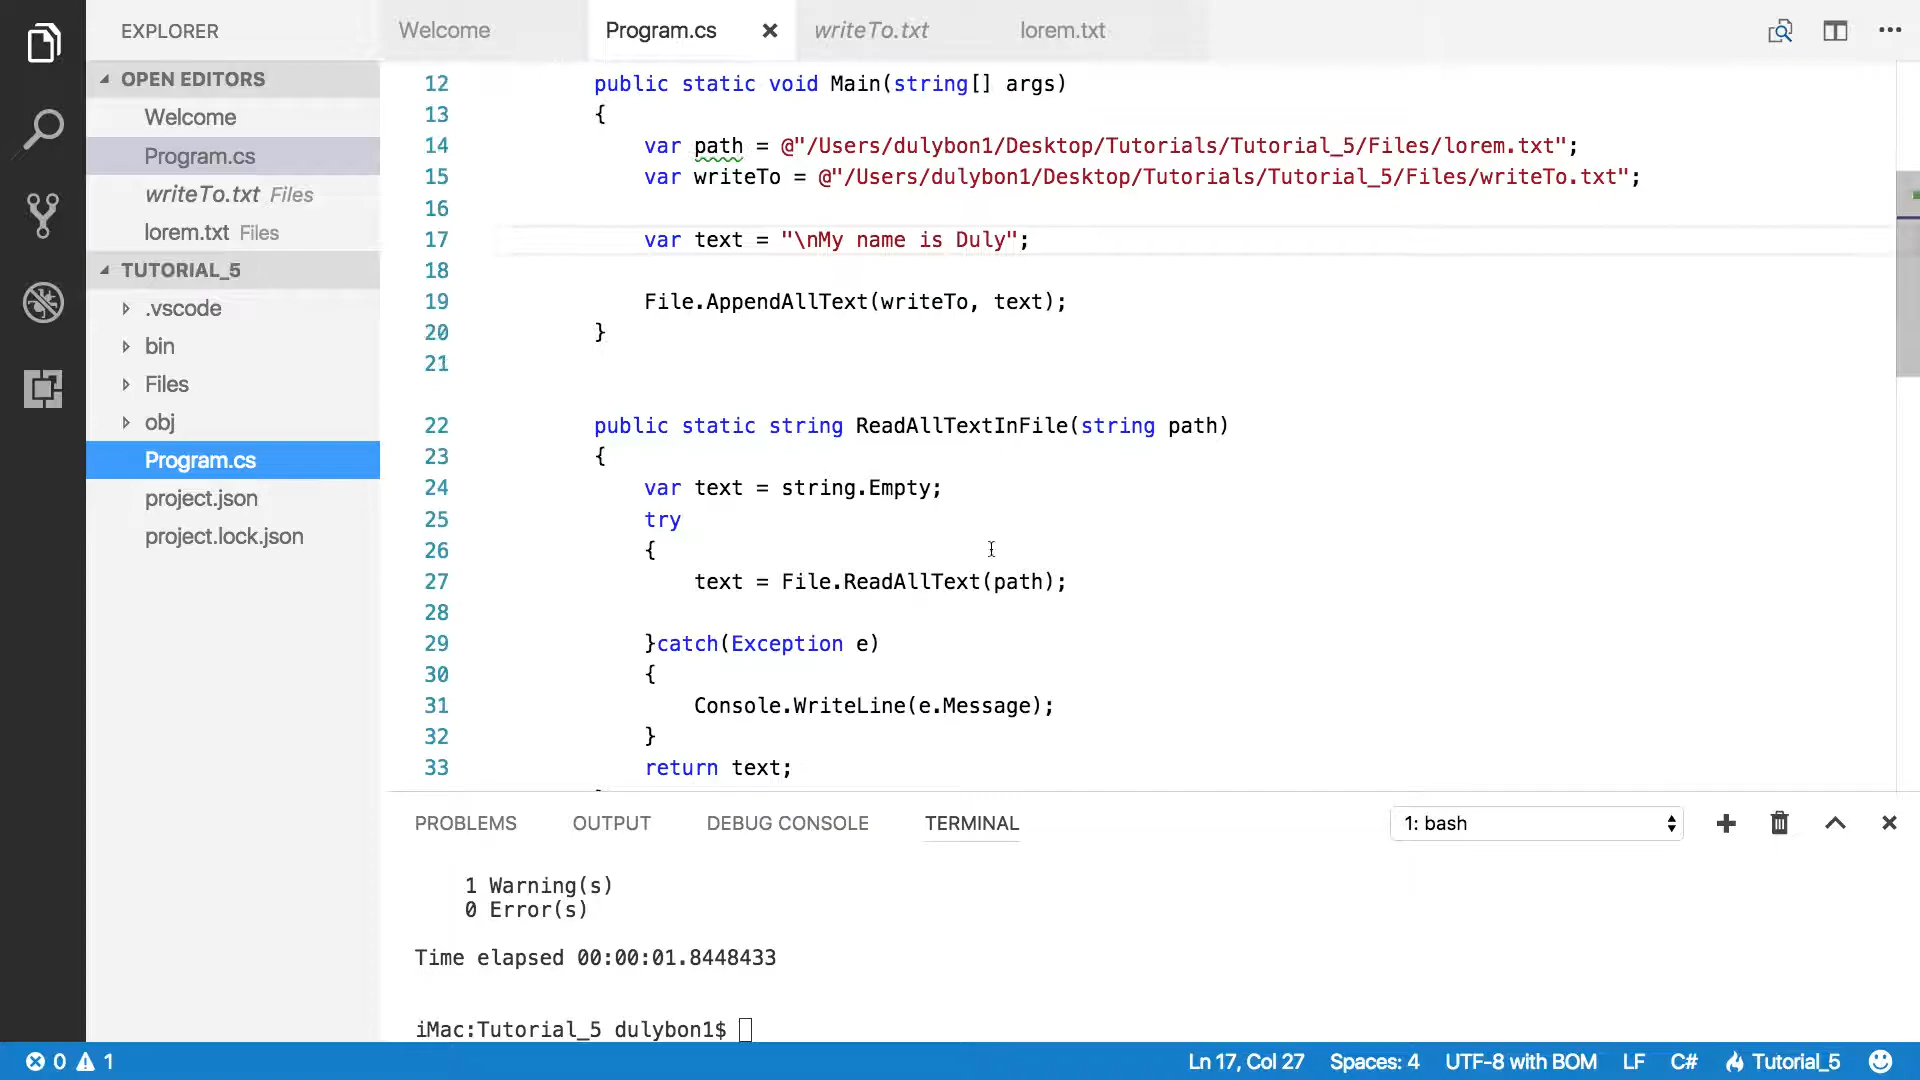 EXPLORER
Welcome
Program.cs
writeTo.txt
lorem.txt
OPEN EDITORS
Welcome
Program.cs
writeTo.txt Files
lorem.txt Files
TUTORIAL_5
.vscode
bin
Files
obj
Program.cs
project.json
project.lock.json
12 public static void Main(string[] args)
13 {
14 var path = @"/Users/dulybon1/Desktop/Tutorials/Tutorial_5/Files/lorem.txt";
15 var writeTo = @"/Users/dulybon1/Desktop/Tutorials/Tutorial_5/Files/writeTo.txt";
16
17 var text = "\nMy name is Duly";
18
19 File.AppendAllText(writeTo, text);
20 }
21
22 public static string ReadAllTextInFile(string path)
23 {
24 var text = string.Empty;
25 try
26 {
27 text = File.ReadAllText(path);
28
29 }catch(Exception e)
30 {
31 Console.WriteLine(e.Message);
32 }
33 return text;
PROBLEMS OUTPUT DEBUG CONSOLE TERMINAL 1: bash
1 Warning(s)
0 Error(s)
Time elapsed 00:00:01.8448433
iMac:Tutorial_5 dulybon1$
0 1 Ln 17, Col 27 Spaces: 4 UTF-8 with BOM LF C# Tutorial_5